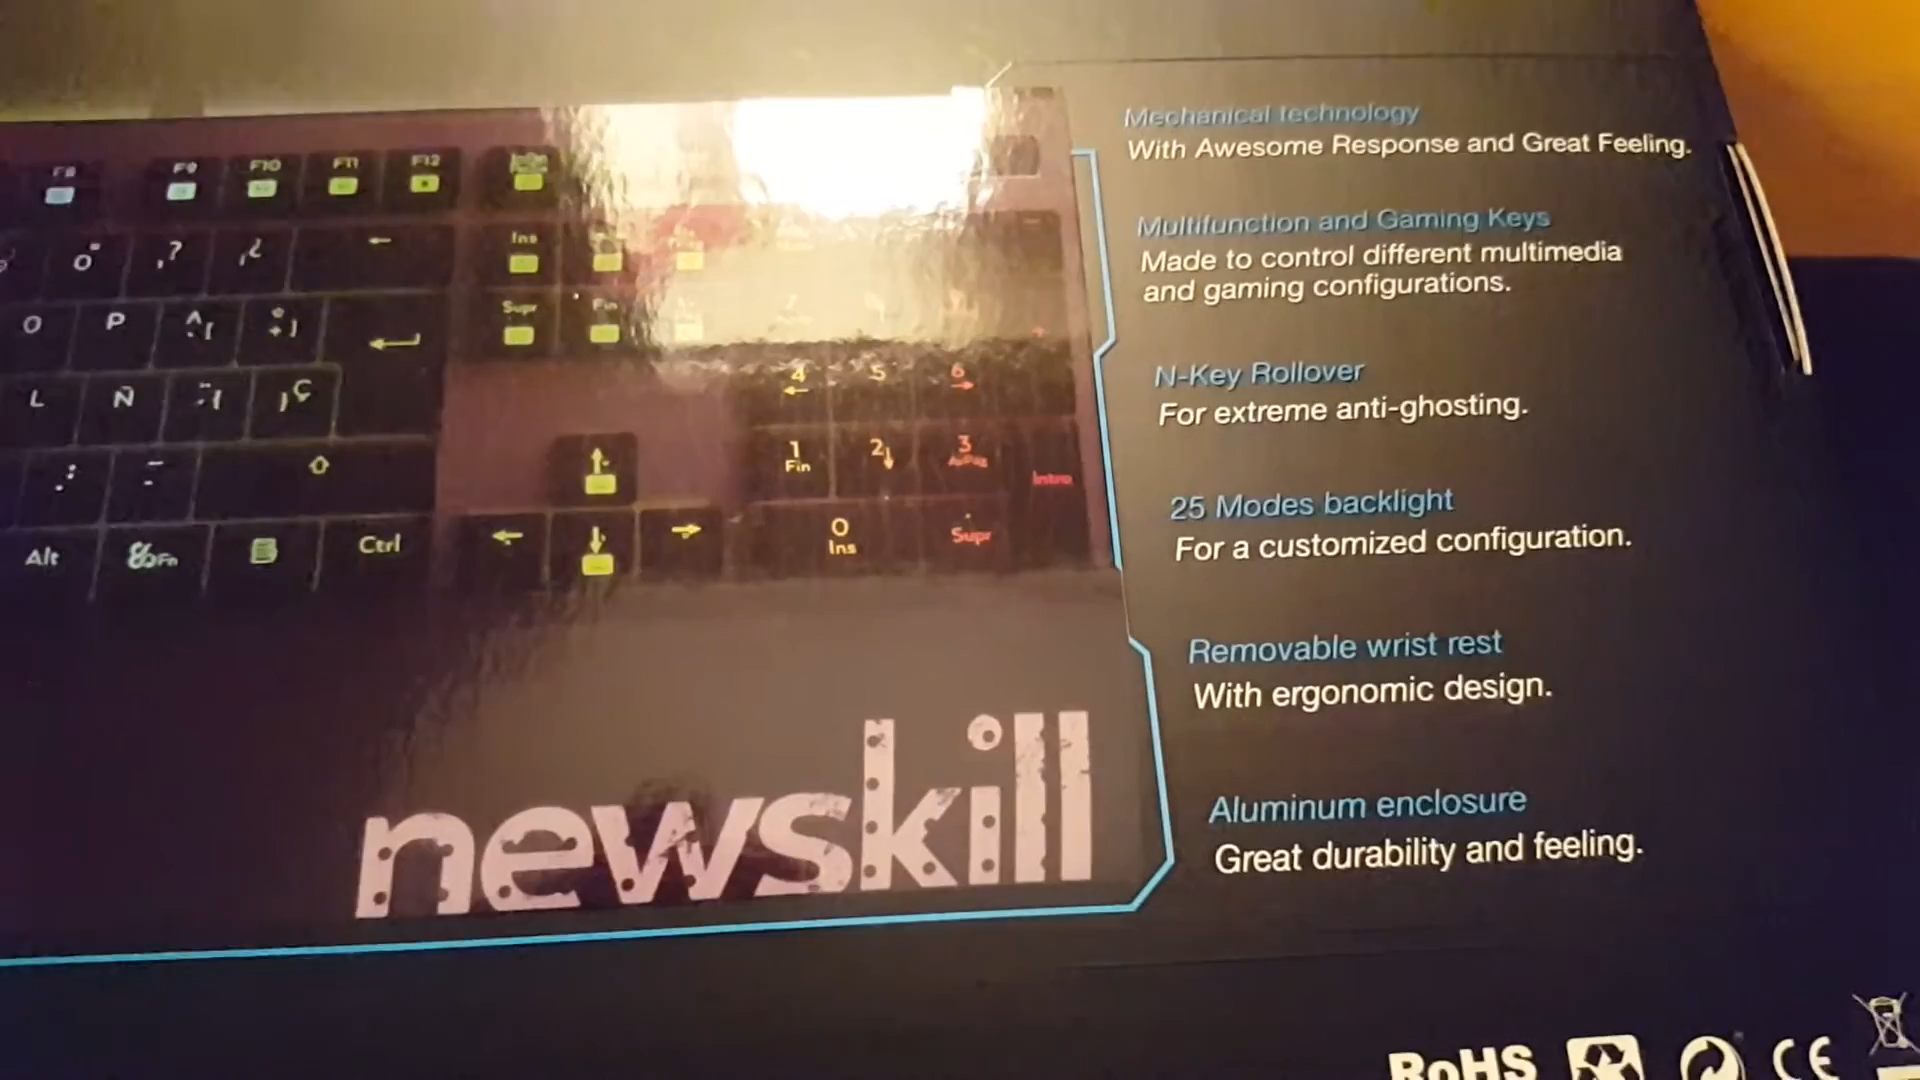 Mechanical technology
With Awesome Response and Great Feeling.
Multifunction and Gaming Keys
Made to control different multimedia
and gaming configurations.
N-Key Rollover
For extreme anti-ghosting.
25 Modes backlight
For a customized configuration.
Removable wrist rest
With ergonomic design.
Aluminum enclosure
Great durability and feeling.
F8 F9 F10 F11 F12
? ¿ Ins
O P ^ [ + ] Supr Fin
L Ñ Ç 4 5 6
1 2 3
Fin Intro
Alt Fn Ctrl 0 Supr
Ins
newskill
RoHS CE